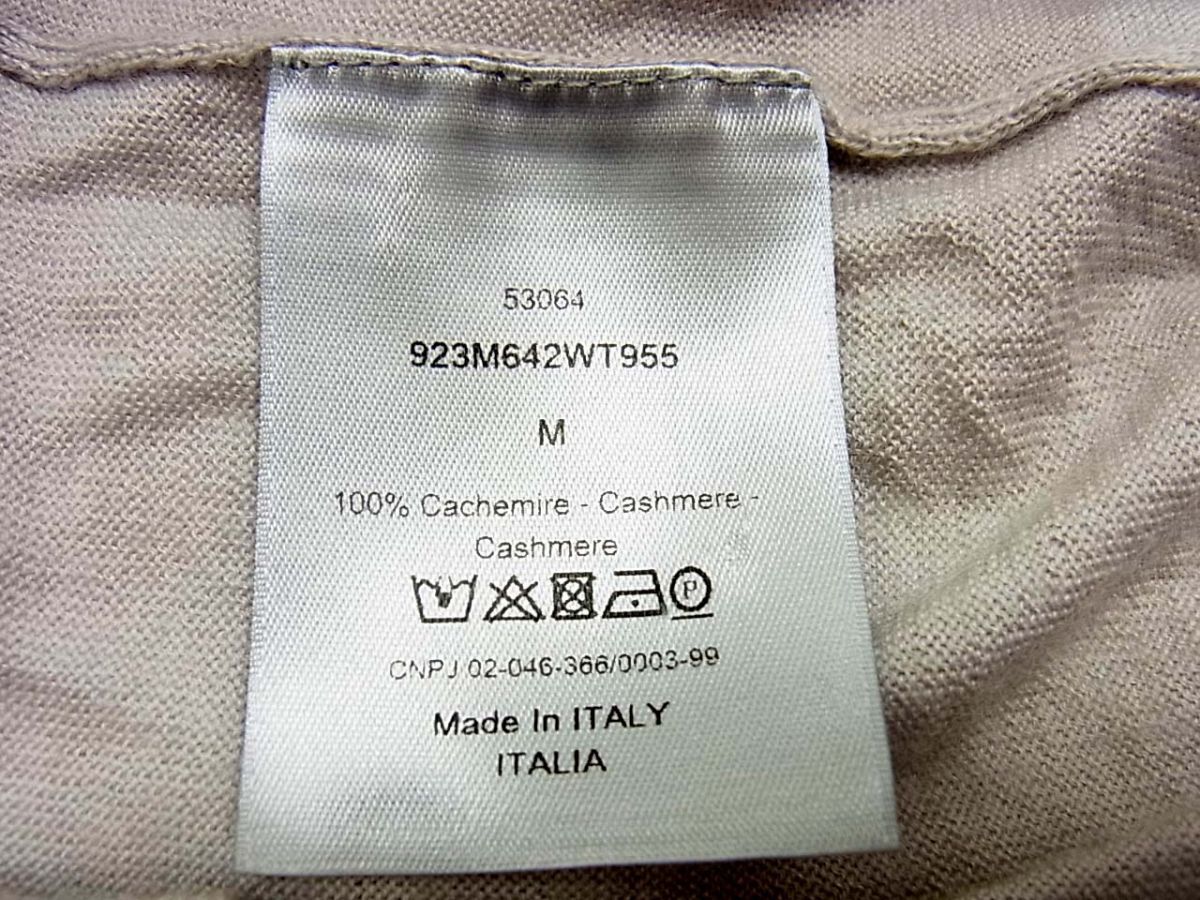 53064
923M642WT955
M
100% Cachemire - Cashmere -
Cashmere
P
CNPJ 02-046-366/0003-99
Made In ITALY
ITALIA